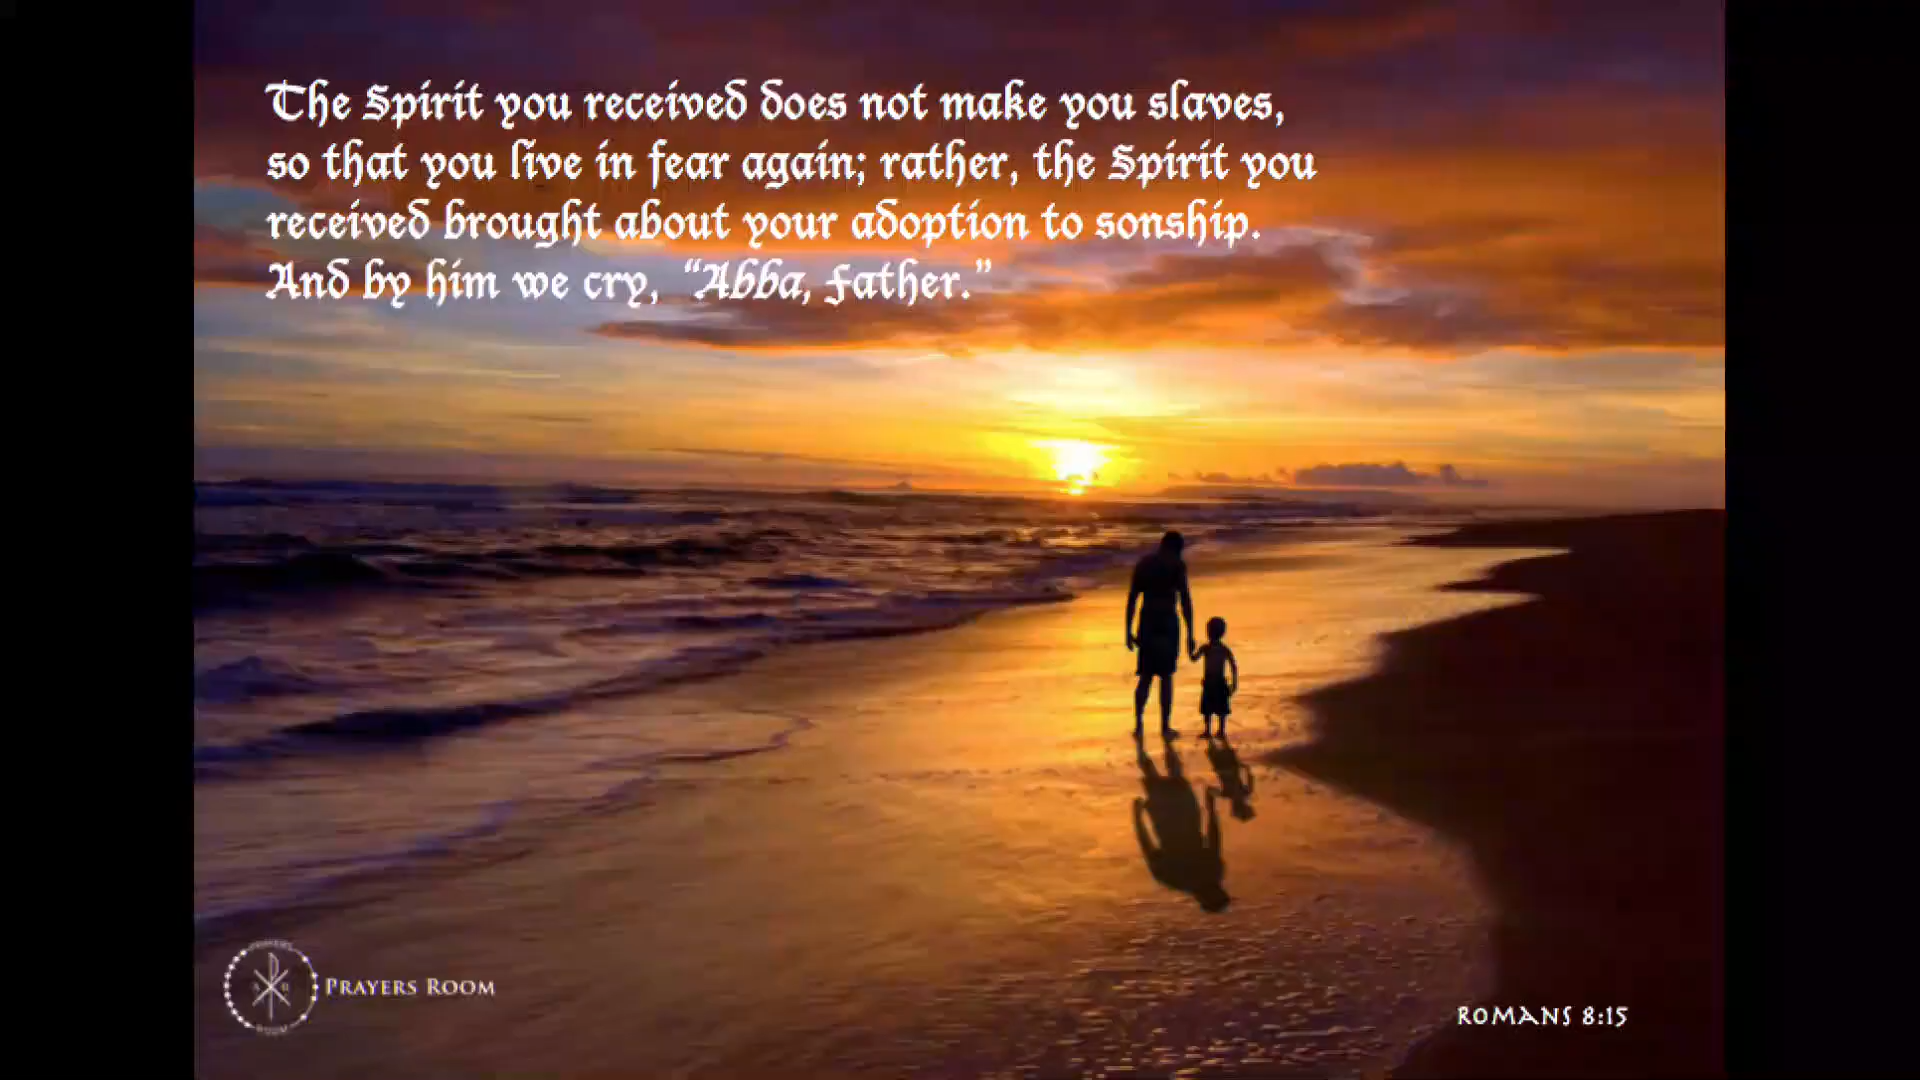 The Spirit you received does not make you slaves,
so that you live in fear again; rather, the Spirit you
received brought about your adoption to sonship.
And by him we cry, “Abba, Father.”
PRAYERS ROOM
PRAYERS
ROOM
ROMANS 8:15